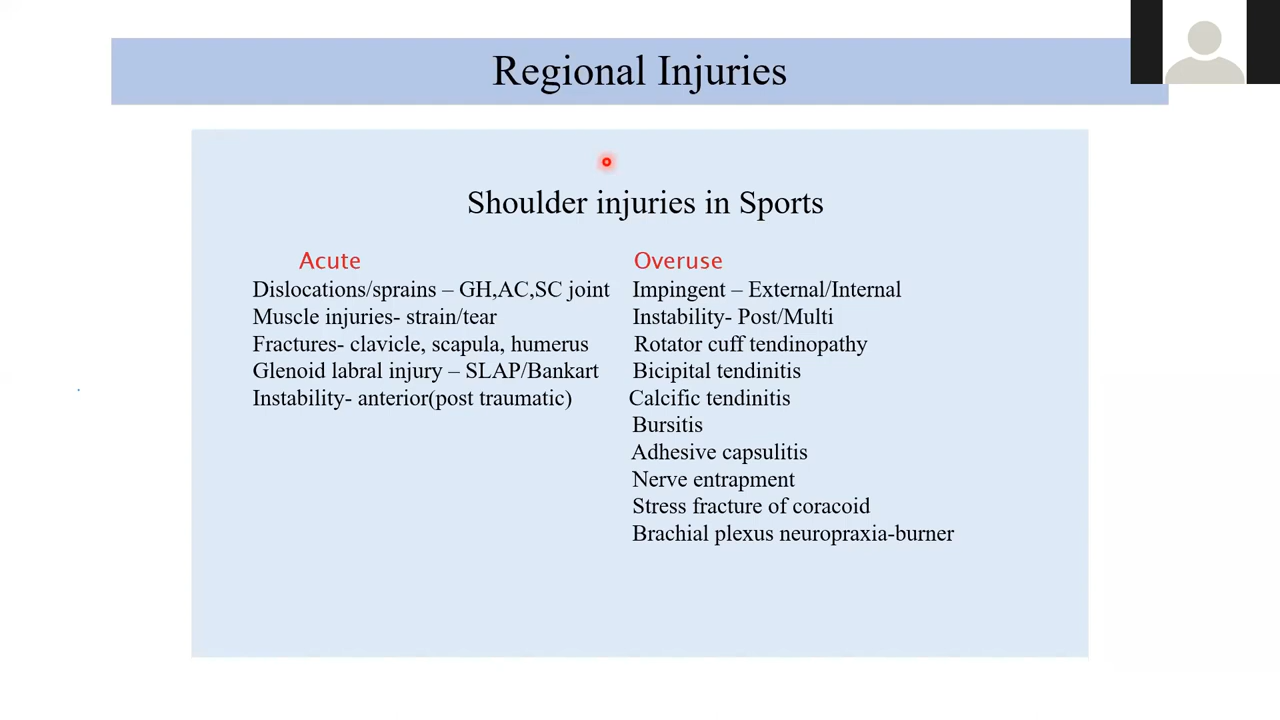 Regional Injuries
Shoulder injuries in Sports
Acute
Dislocations/sprains – GH,AC,SC joint
Muscle injuries- strain/tear
Fractures- clavicle, scapula, humerus
Glenoid labral injury – SLAP/Bankart
Instability- anterior(post traumatic)
Overuse
Impingent – External/Internal
Instability- Post/Multi
Rotator cuff tendinopathy
Bicipital tendinitis
Calcific tendinitis
Bursitis
Adhesive capsulitis
Nerve entrapment
Stress fracture of coracoid
Brachial plexus neuropraxia-burner